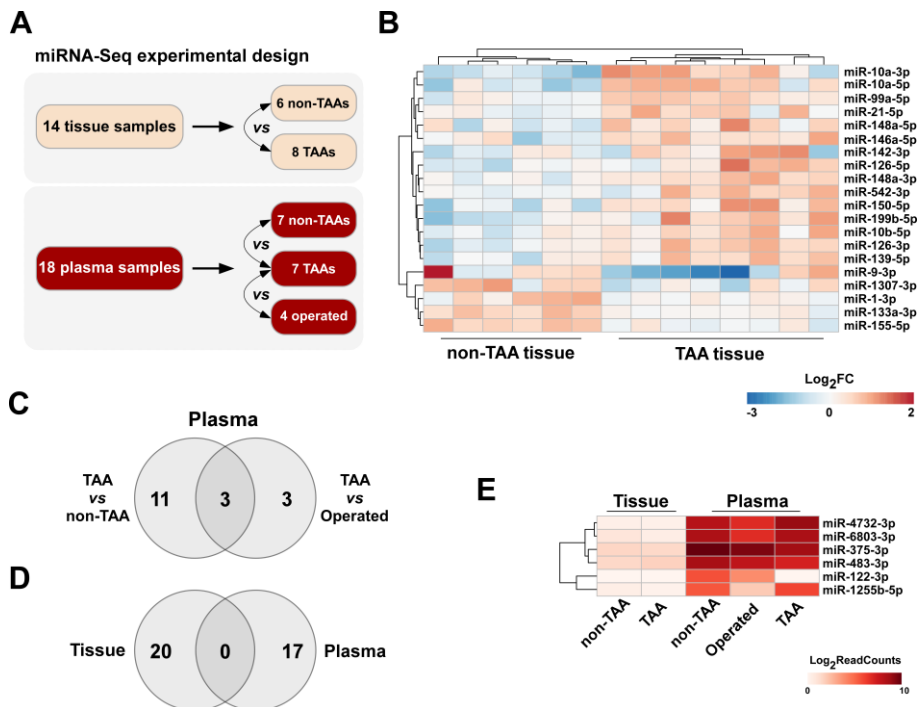 A
miRNA-Seq experimental design
14 tissue samples
6 non-TAAs
vs
8 TAAs
18 plasma samples
7 non-TAAs
vs
7 TAAs
vs
4 operated
B
miR-10a-3p
miR-10a-5p
miR-99a-5p
miR-21-5p
miR-148a-5p
miR-146a-5p
miR-142-3p
miR-126-5p
miR-148a-3p
miR-542-3p
miR-150-5p
miR-199b-5p
miR-10b-5p
miR-126-3p
miR-139-5p
miR-9-3p
miR-1307-3p
miR-1-3p
miR-133a-3p
miR-155-5p
non-TAA tissue
TAA tissue
Log2FC
-3 0 2
C
Plasma
TAA
vs
non-TAA
11 3 3
TAA
vs
Operated
D
Tissue
20 0 17
Plasma
E
Tissue Plasma
miR-4732-3p
miR-6803-3p
miR-375-3p
miR-483-3p
miR-122-3p
miR-1255b-5p
non-TAA
TAA
non-TAA
Operated
TAA
Log2ReadCounts
0 10